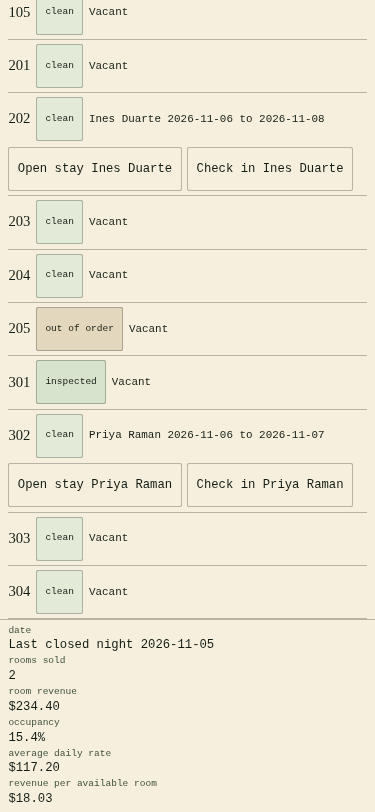 105 clean Vacant
201 clean Vacant
202 clean Ines Duarte 2026-11-06 to 2026-11-08
Open stay Ines Duarte Check in Ines Duarte
203 clean Vacant
204 clean Vacant
205 out of order Vacant
301 inspected Vacant
302 clean Priya Raman 2026-11-06 to 2026-11-07
Open stay Priya Raman Check in Priya Raman
303 clean Vacant
304 clean Vacant
date
Last closed night 2026-11-05
rooms sold
2
room revenue
$234.40
occupancy
15.4%
average daily rate
$117.20
revenue per available room
$18.03